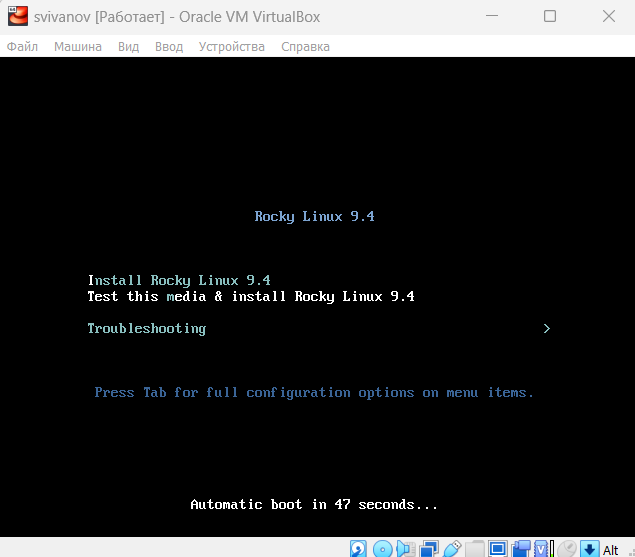 svivanov [Работает] - Oracle VM VirtualBox
Файл Машина Вид Ввод Устройства Справка
Rocky Linux 9.4
Install Rocky Linux 9.4
Test this media & install Rocky Linux 9.4
Troubleshooting >
Press Tab for full configuration options on menu items.
Automatic boot in 47 seconds...
Alt